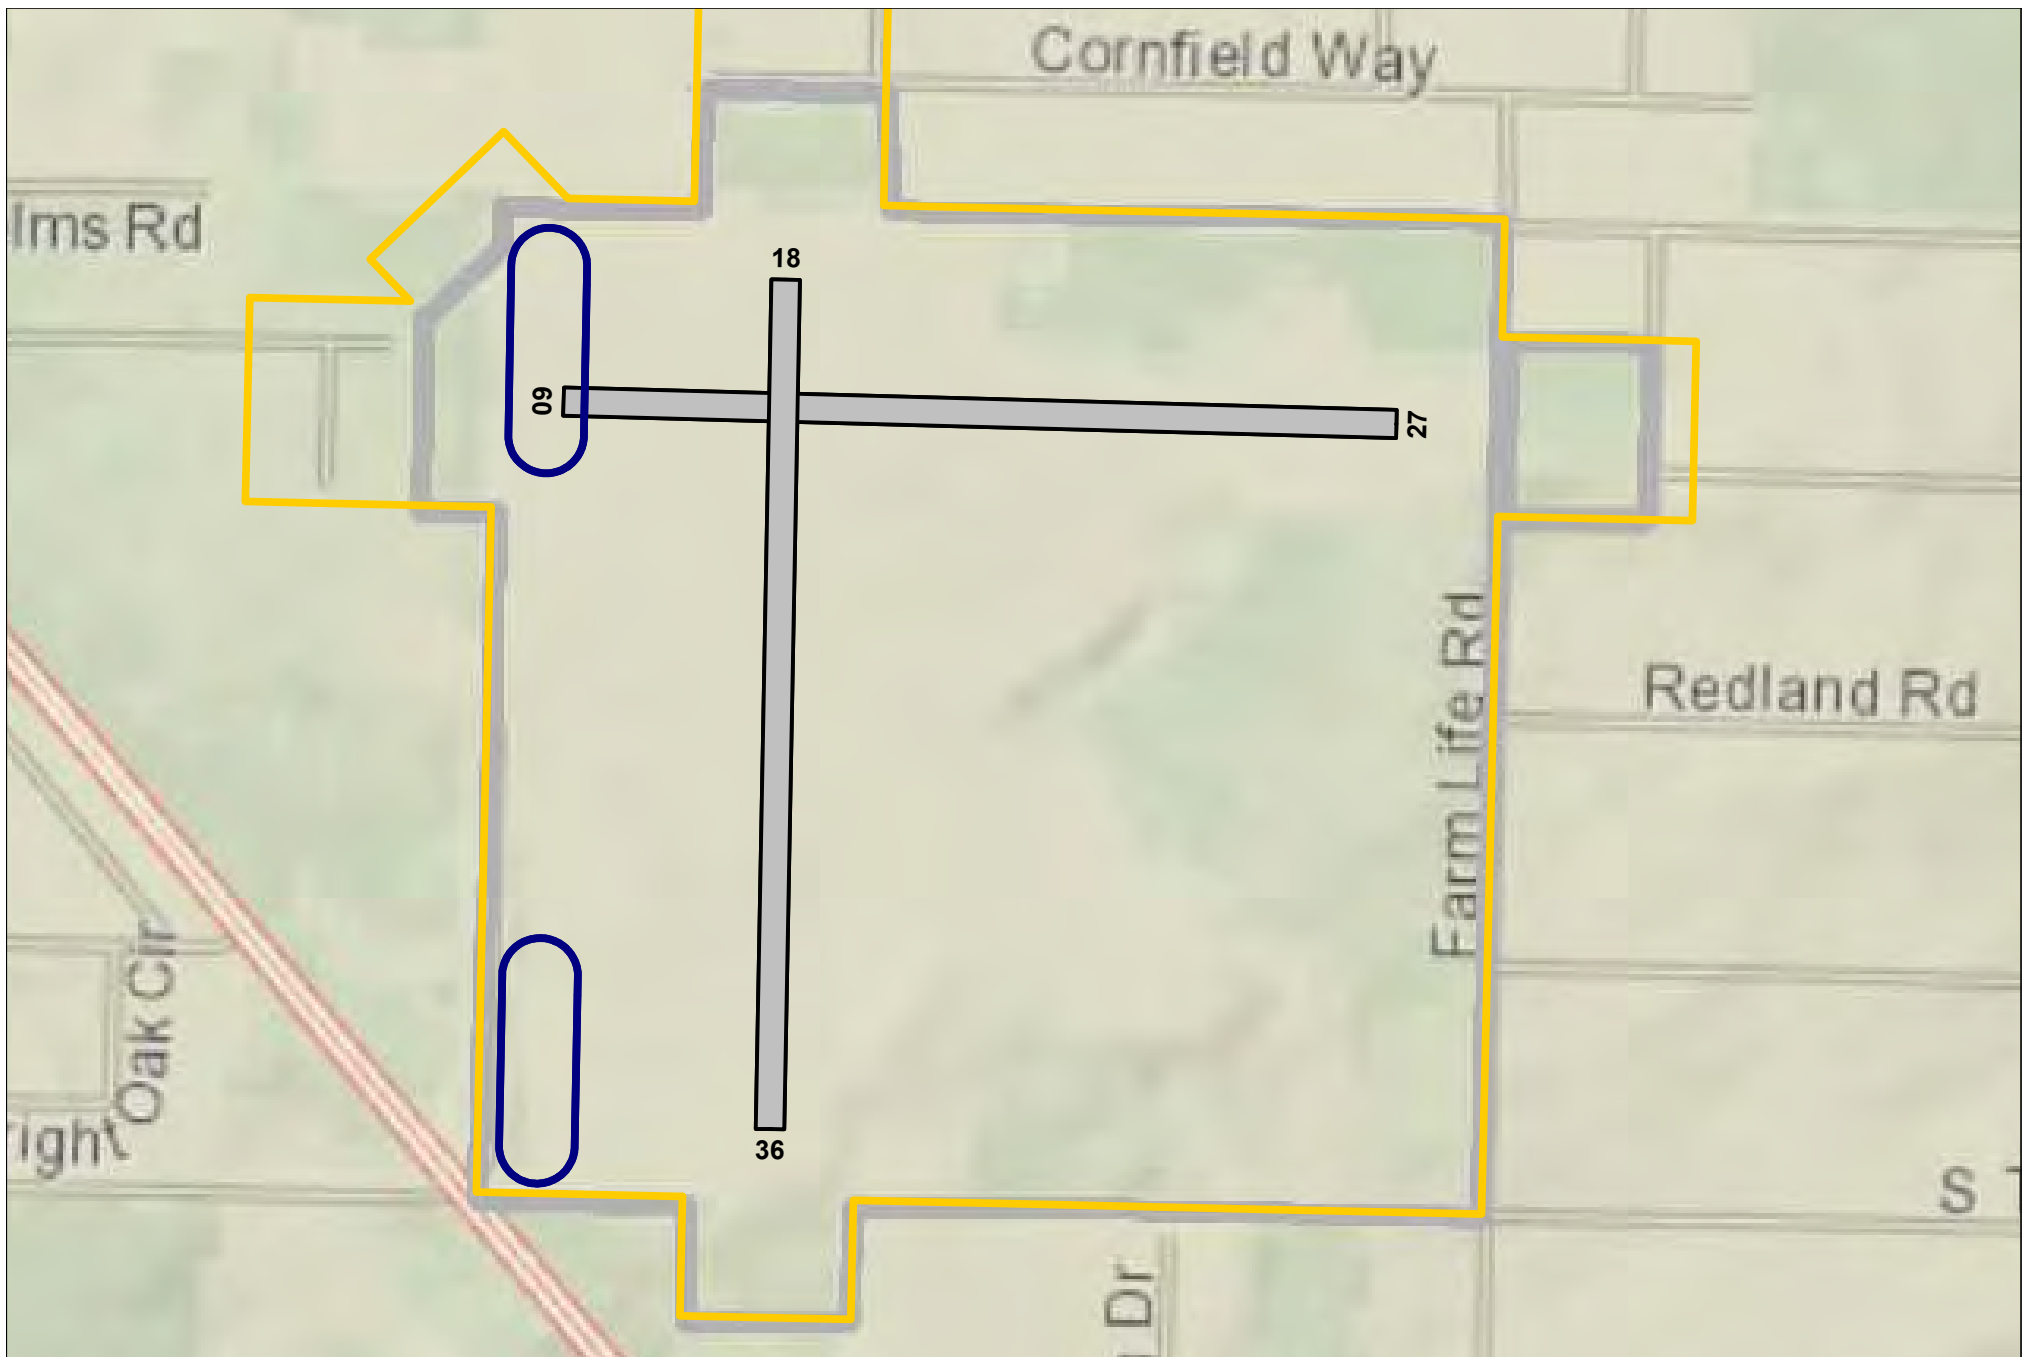 Cornfield Way
lms Rd
18
09
27
Farm Life Rd
Redland Rd
Oak Cir
right
36
S T
Dr